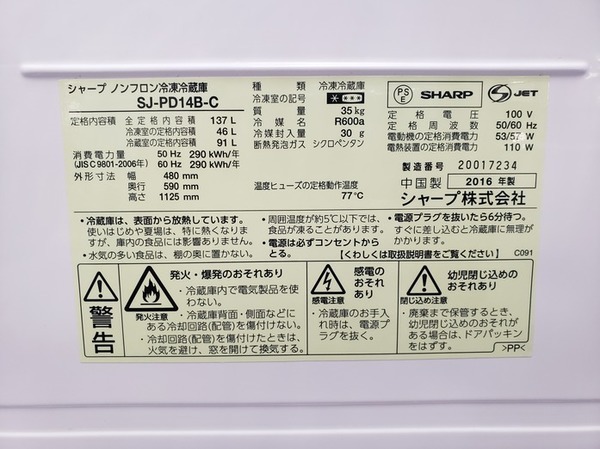 シャープ ノンフロン冷凍冷蔵庫
SJ-PD14B-C
定格内容積 全定格内容積 137 L
冷凍室の定格内容積 46 L
冷蔵室の定格内容積 91 L
消費電力量 50 Hz 290 kWh/年
(JIS C 9801-2006年) 60 Hz 290 kWh/年
外形寸法 幅 480 mm
奥行 590 mm
高さ 1125 mm
種類 冷凍冷蔵庫
冷凍室の記号 ****
質量 35 kg
冷媒名 R600a
冷媒封入量 30 g
断熱発泡ガス シクロペンタン
温度ヒューズの定格動作温度
77℃
PS
E
SHARP
S JET
定格電圧 100 V
定格周波数 50/60 Hz
電動機の定格消費電力 53/57 W
電熱装置の定格消費電力 110 W
製造番号 20017234
中国製 2016 年製
シャープ株式会社
•冷蔵庫は、表面から放熱しています。
使いはじめや夏場は、特に熱くなりま
すが、庫内の食品には影響ありません。
•水気の多い食品は、棚の奥に置かない。
•周囲温度が約5℃以下では、
食品が凍ることがあります。
•電源は必ずコンセントから
とる。
•電源プラグを抜いたら6分待つ。
すぐに差し込むと冷蔵庫に無理が
かかります。
【くわしくは取扱説明書をご覧ください】
C091
警告
発火・爆発のおそれあり
発火注意
•冷蔵庫内で電気製品を使
わない。
•冷蔵庫背面・側面などに
ある冷却回路(配管)を傷付けない。
•冷却回路(配管)を傷付けたときは、
火気を避け、窓を開けて換気する。
感電の
おそれあり
感電注意
•冷蔵庫のお手入
れ時は、電源プ
ラグを抜く。
幼児閉じ込めの
おそれあり
閉じ込め注意
•廃棄まで保管するとき、
幼児閉じ込めのおそれが
ある場合は、ドアパッキン
をはずす。
>PP<